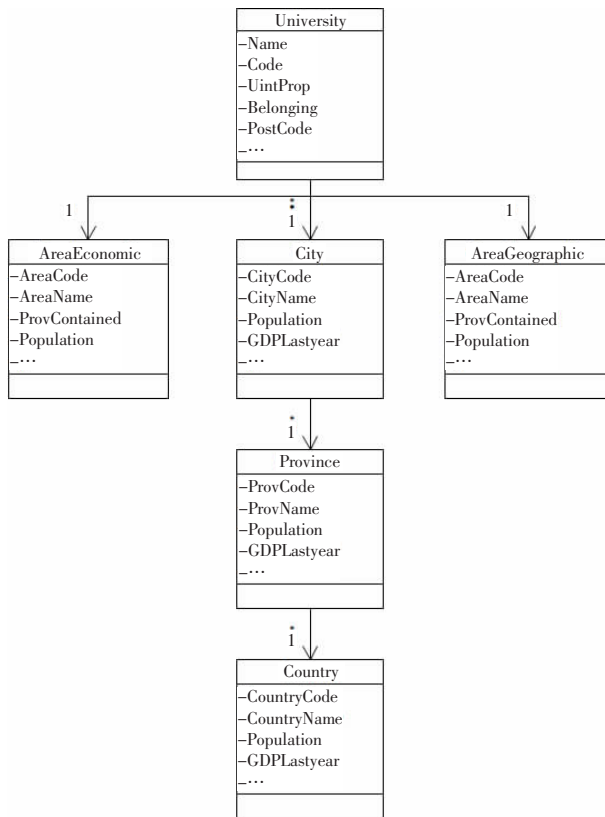 University
–Name
–Code
–UintProp
–Belonging
–PostCode
–…
1
*
*
1
1
AreaEconomic
–AreaCode
–AreaName
–ProvContained
–Population
–…
City
–CityCode
–CityName
–Population
–GDPLastyear
–…
AreaGeographic
–AreaCode
–AreaName
–ProvContained
–Population
–…
*
1
Province
–ProvCode
–ProvName
–Population
–GDPLastyear
–…
*
1
Country
–CountryCode
–CountryName
–Population
–GDPLastyear
–…